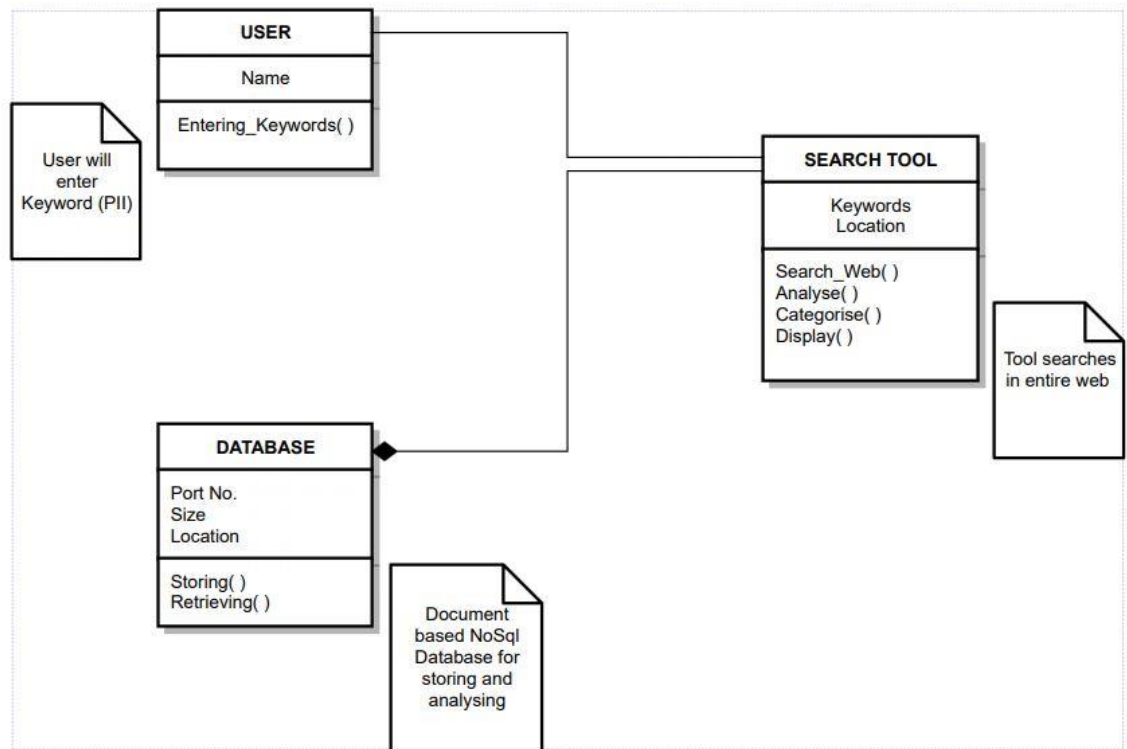 USER
Name
Entering_Keywords( )
User will
enter
Keyword (PII)
SEARCH TOOL
Keywords
Location
Search_Web( )
Analyse( )
Categorise( )
Display( )
Tool searches
in entire web
DATABASE
Port No.
Size
Location
Storing( )
Retrieving( )
Document
based NoSql
Database for
storing and
analysing